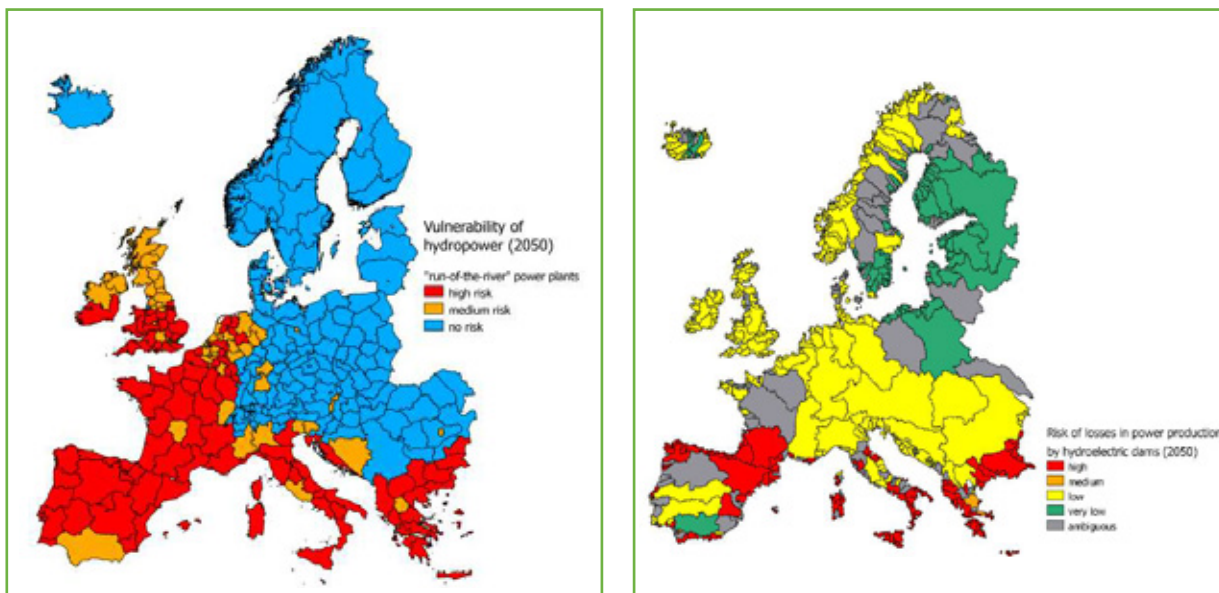 Vulnerability of
hydropower (2050)
"run-of-the-river" power plants
high risk
medium risk
no risk
Risk of losses in power production
by hydroelectric dams (2050)
high
medium
low
very low
ambiguous